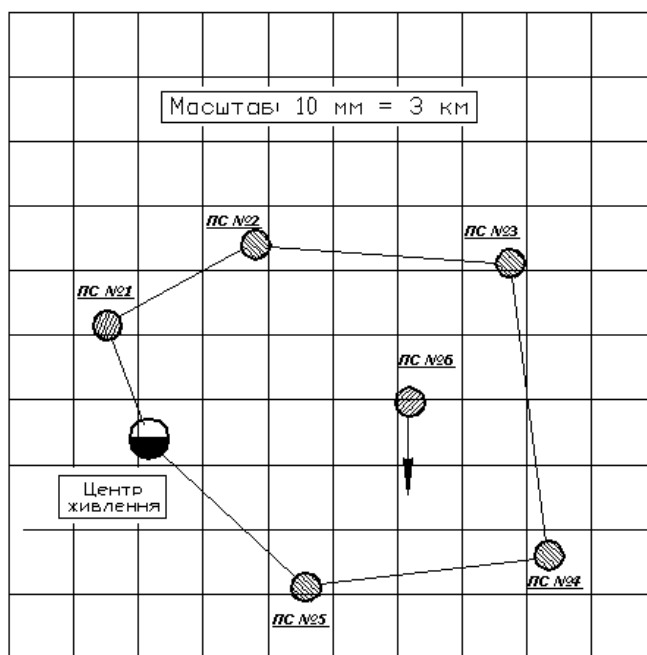 Масштаб: 10 мм = 3 км
ПС №2
ПС №3
ПС №1
ПС №6
Центр
живлення
ПС №4
ПС №5